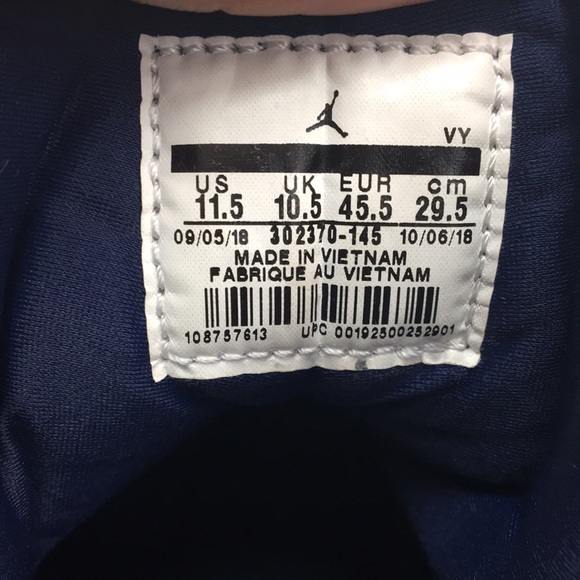 VY
US UK EUR cm
11.5 10.5 45.5 29.5
09/05/18 302370-145 10/06/18
MADE IN VIETNAM
FABRIQUE AU VIETNAM
108757613 UPC 00192500252901